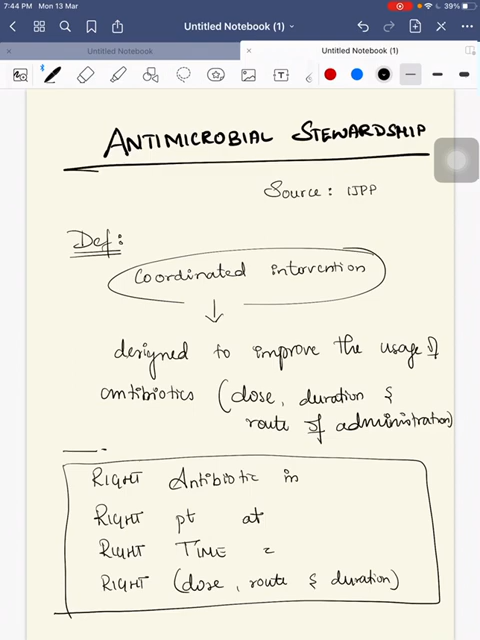 7:44 PM Mon 13 Mar
39%
Untitled Notebook (1)
Untitled Notebook
Untitled Notebook (1)
ANTIMICROBIAL STEWARDSHIP
Source: IJPP
Def:
Coordinated intervention
designed to improve the usage of
antibiotics (dose, duration &
route of administration)
RIGHT Antibiotic in
RIGHT pt at
RIGHT TIME
RIGHT (dose, route & duration)